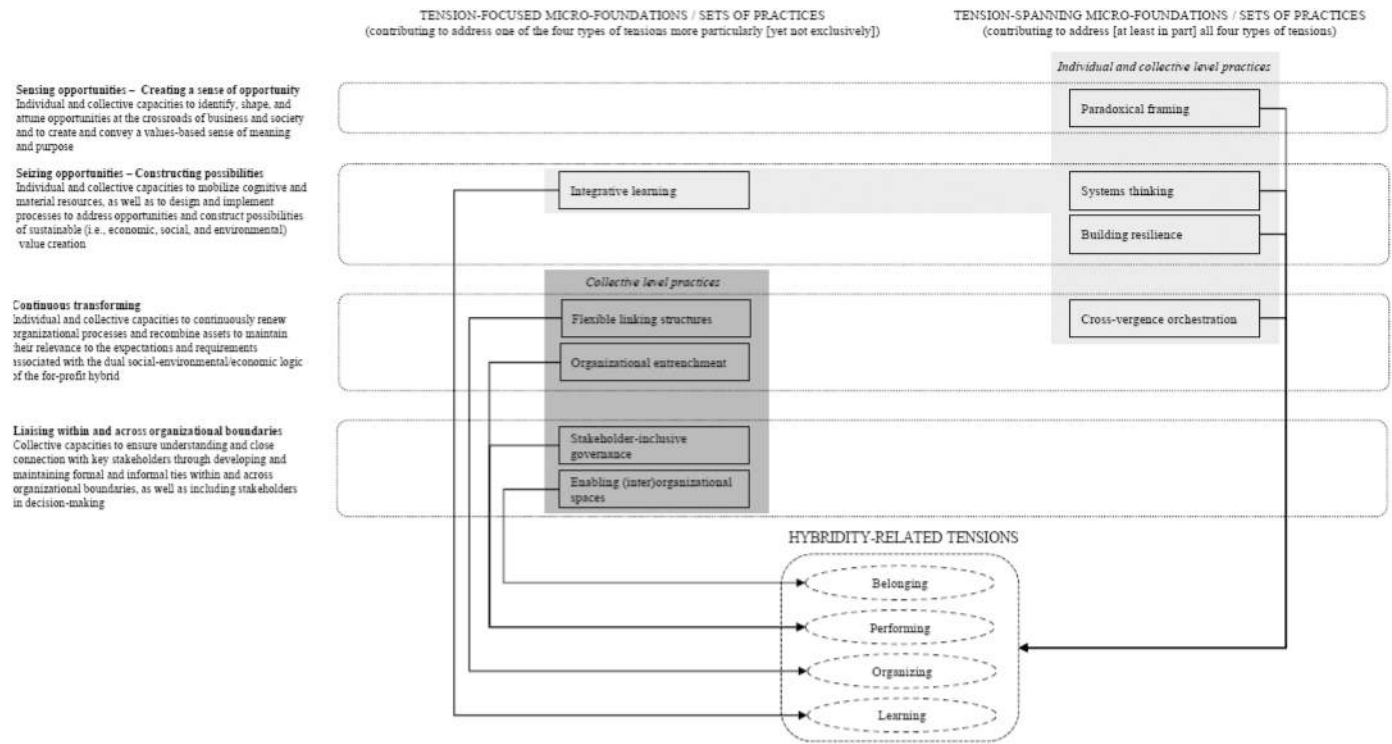 TENSION-FOCUSED MICRO-FOUNDATIONS / SETS OF PRACTICES
(contributing to address one of the four types of tensions more particularly [yet not exclusively])
TENSION-SPANNING MICRO-FOUNDATIONS / SETS OF PRACTICES
(contributing to address [at least in part] all four types of tensions)
Individual and collective level practices
Sensing opportunities – Creating a sense of opportunity
Individual and collective capacities to identify, shape, and
attune opportunities at the crossroads of business and society
and to create and convey a values-based sense of meaning
and purpose
Paradoxical framing
Seizing opportunities – Constructing possibilities
Individual and collective capacities to mobilize cognitive and
material resources, as well as to design and implement
processes to address opportunities and construct possibilities
of sustainable (i.e., economic, social, and environmental)
value creation
Integrative learning
Systems thinking
Building resilience
Collective level practices
Continuous transforming
Individual and collective capacities to continuously renew
organizational processes and recombine assets to maintain
their relevance to the expectations and requirements
associated with the dual social-environmental/economic logic
of the for-profit hybrid
Flexible linking structures
Organizational entrenchment
Cross-vergence orchestration
Liaising within and across organizational boundaries
Collective capacities to ensure understanding and close
connection with key stakeholders through developing and
maintaining formal and informal ties within and across
organizational boundaries, as well as including stakeholders
in decision-making
Stakeholder-inclusive
governance
Enabling (inter)organizational
spaces
HYBRIDITY-RELATED TENSIONS
Belonging
Performing
Organizing
Learning